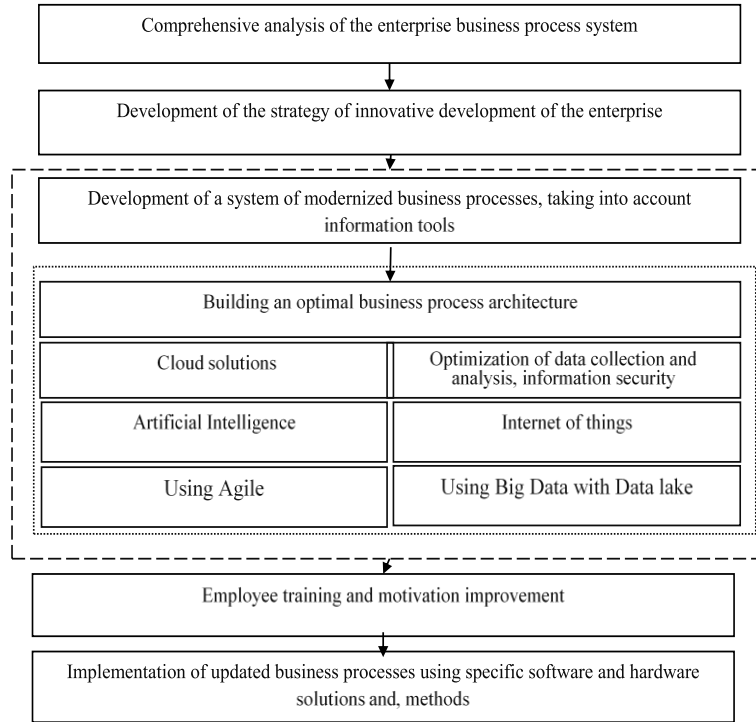 Comprehensive analysis of the enterprise business process system
Development of the strategy of innovative development of the enterprise
Development of a system of modernized business processes, taking into account
information tools
Building an optimal business process architecture
Cloud solutions
Optimization of data collection and
analysis, information security
Artificial Intelligence
Internet of things
Using Agile
Using Big Data with Data lake
Employee training and motivation improvement
Implementation of updated business processes using specific software and hardware
solutions and, methods